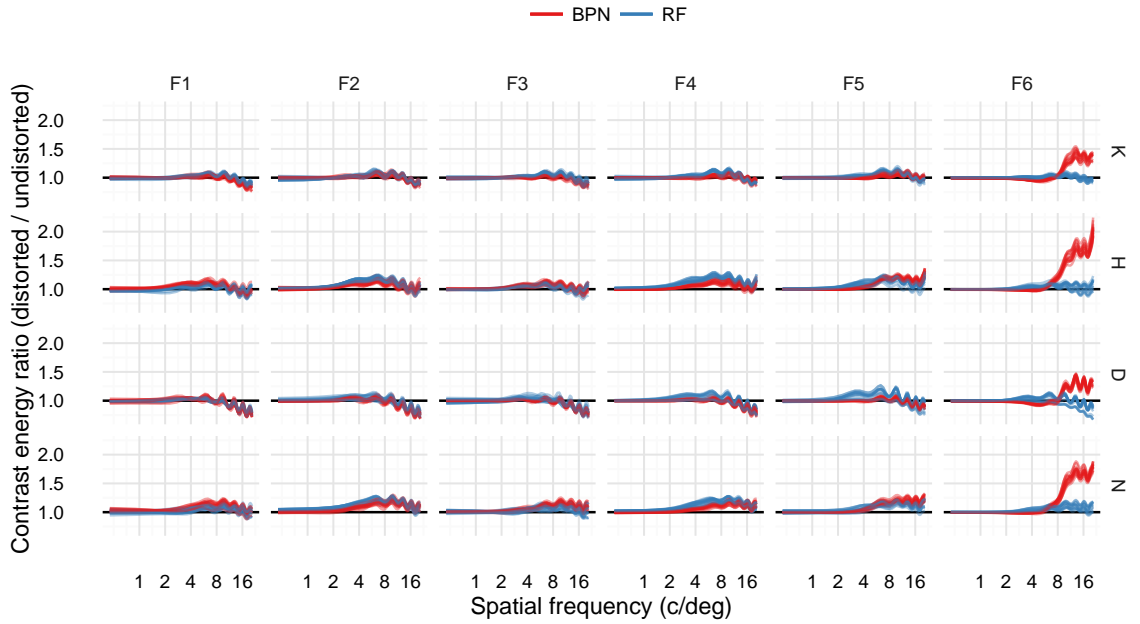 BPN RF
F1 F2 F3 F4 F5 F6
Contrast energy ratio (distorted / undistorted)
2.0
1.5
1.0
K
2.0
1.5
1.0
H
2.0
1.5
1.0
D
2.0
1.5
1.0
N
1 2 4 8 16 1 2 4 8 16 1 2 4 8 16 1 2 4 8 16 1 2 4 8 16 1 2 4 8 16
Spatial frequency (c/deg)